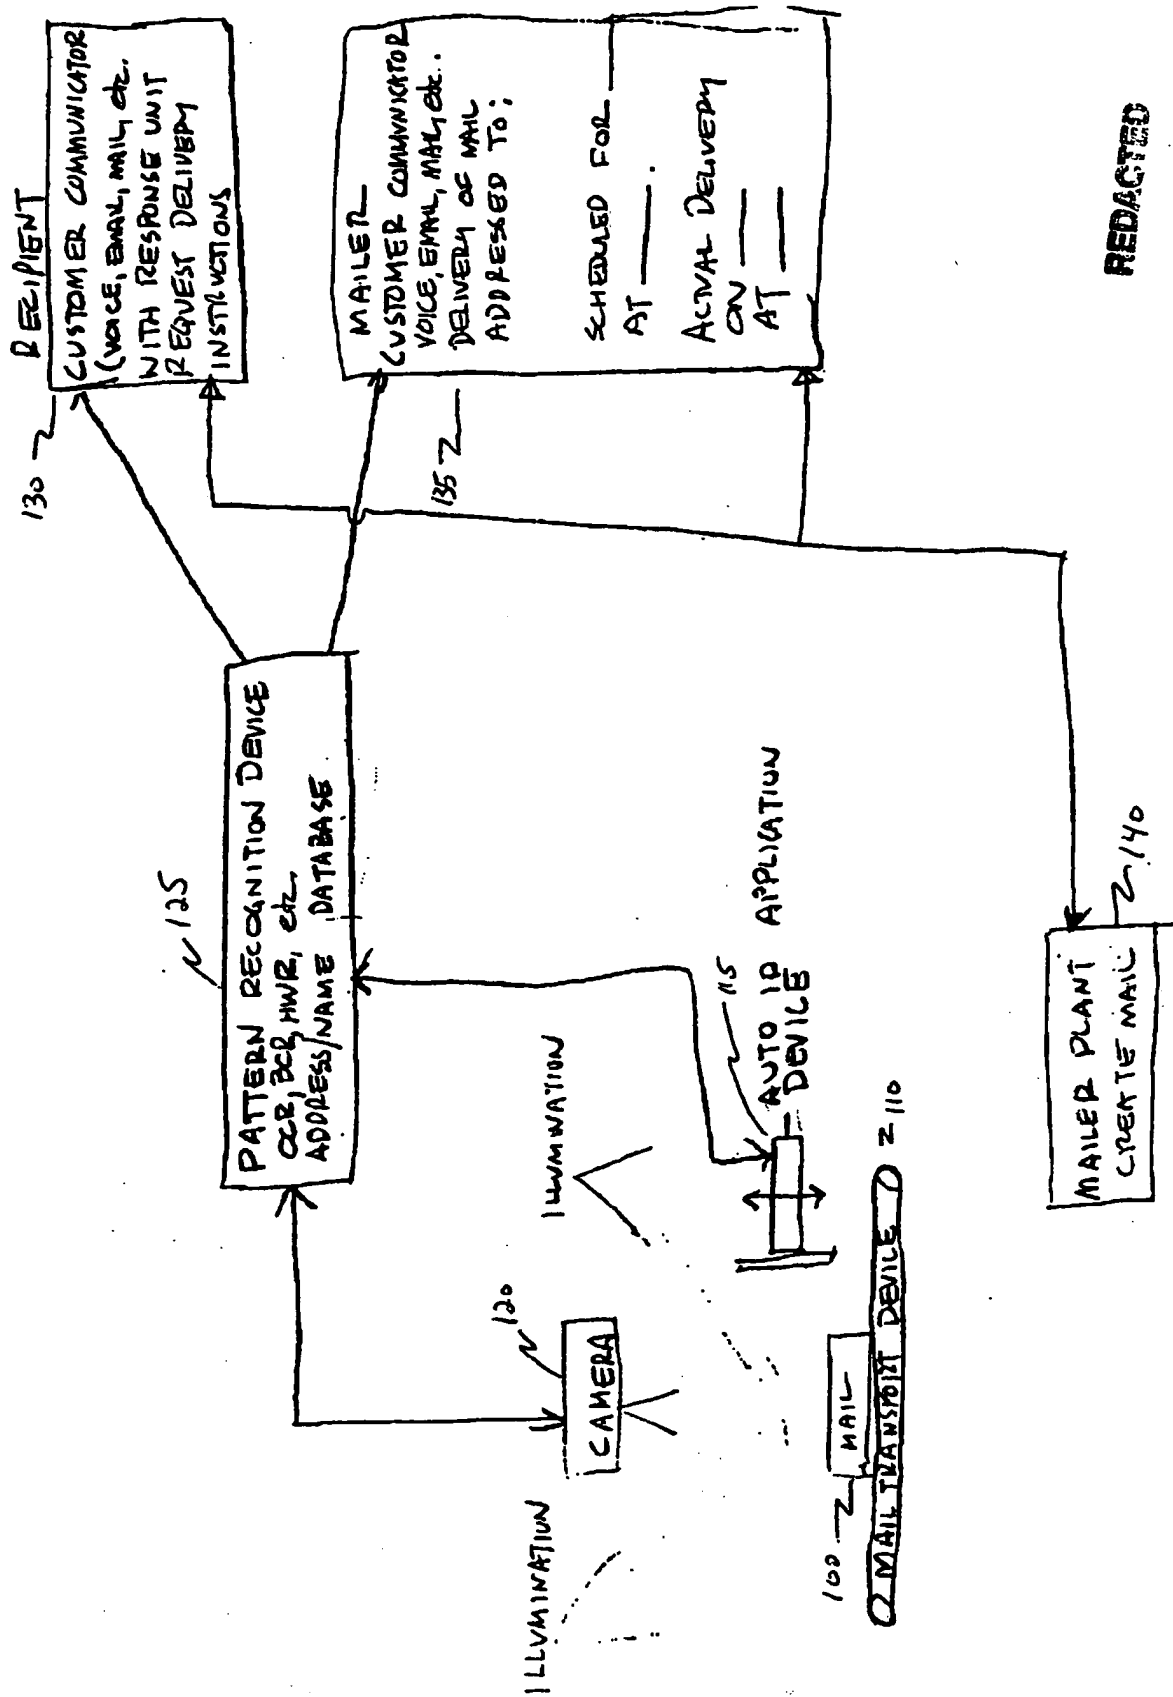 RECIPIENT
130
CUSTOMER COMMUNICATOR
(VOICE, EMAIL, MAIL, etc.
WITH RESPONSE UNIT
REQUEST DELIVERY
INSTRUCTIONS
125
PATTERN RECOGNITION DEVICE
OCR, BCR, HWR, etc.
ADDRESS/NAME DATABASE
135
MAILER
CUSTOMER COMMUNICATOR
VOICE, EMAIL, MAIL, etc..
DELIVERY OF MAIL
ADDRESSED TO;
SCHEDULED FOR
AT .
ACTUAL DELIVERY
ON
AT
ILLUMINATION
120
CAMERA
ILLUMINATION
115
AUTO ID APPLICATION
DEVICE
100
MAIL
MAIL TRANSPORT DEVICE
110
MAILER PLANT
CREATE MAIL
140
REDACTED